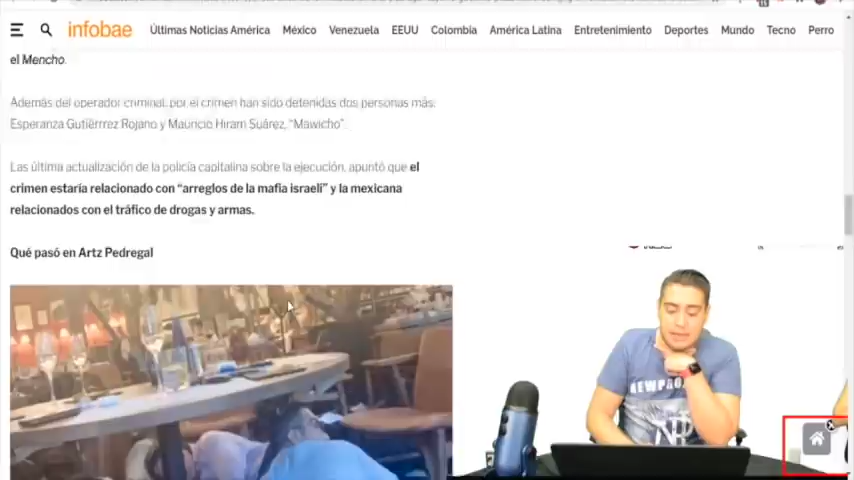 infobae
Últimas Noticias América México Venezuela EEUU Colombia América Latina Entretenimiento Deportes Mundo Tecno Perro
el Mencho.
Además del operador criminal, por el crimen han sido detenidas dos personas más:
Esperanza Gutiérrrez Rojano y Mauricio Hiram Suárez, “Mawicho”.
Las última actualización de la policía capitalina sobre la ejecución, apuntó que el
crimen estaría relacionado con “arreglos de la mafia israelí” y la mexicana
relacionados con el tráfico de drogas y armas.
Qué pasó en Artz Pedregal